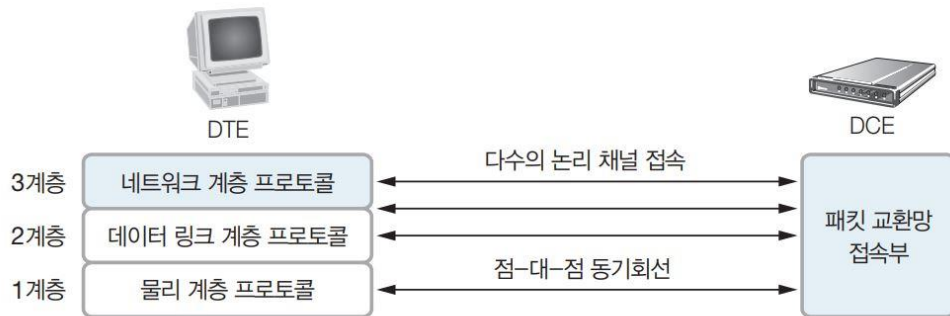 DTE
DCE
다수의 논리 채널 접속
3계층
네트워크 계층 프로토콜
2계층
데이터 링크 계층 프로토콜
패킷 교환망
접속부
점-대-점 동기회선
1계층
물리 계층 프로토콜